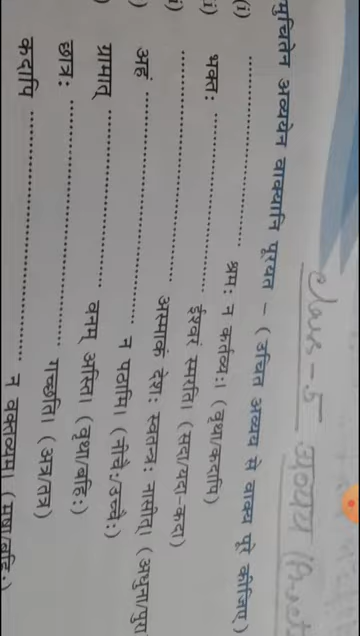 class-5 अव्यय
मुचितेन अव्ययेन वाक्यानि पूरयत – (उचित अव्यय से वाक्य पूरे कीजिए)
(i) .................................... श्रमः न कर्तव्यः। (वृथा/कदापि)
ii) भक्तः .................................... ईश्वरं स्मरति। (सदा/यदा-कदा)
i) .................................... अस्माकं देशः स्वतन्त्रः नासीत्। (अधुना/पुरा
) अहं .................................... न पठामि। (नीचैः/उच्चैः)
) ग्रामात् .................................... वनम् अस्ति। (वृथा/बहिः)
छात्रः .................................... गच्छति। (अत्र/तत्र)
कदापि .................................... न वक्तव्यम्। (मृषा/बहिः)